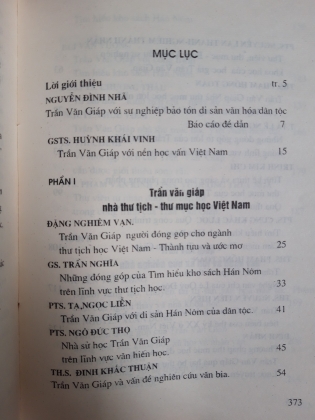 MỤC LỤC
Lời giới thiệu tr 5
NGUYỄN ĐÌNH NHÃ
Trần Văn Giáp với sự nghiệp bảo tồn di sản văn hóa dân tộc
Báo cáo đề dẫn 7
GSTS. HUỲNH KHÁI VINH
Trần Văn Giáp với nền học vấn Việt Nam 15
PHẦN I
Trần văn giáp
nhà thư tịch - thư mục học Việt Nam
ĐẶNG NGHIÊM VẠN.
Trần Văn Giáp người đóng góp cho ngành
thư tịch học Việt Nam - Thành tựu và ước mơ 25
GS. TRẦN NGHĨA
Những đóng góp của Tìm hiểu kho sách Hán Nôm
trên lĩnh vực thư tịch học. 33
PTS. TẠ NGỌC LIỄN
Trần Văn Giáp với di sản Hán Nôm của dân tộc. 41
PTS. NGÔ ĐỨC THỌ
Nhà sử học Trần Văn Giáp
trên lĩnh vực văn hiến học. 45
TH.S. ĐINH KHẮC THUÂN
Trần Văn Giáp và vấn đề nghiên cứu văn bia. 54
373